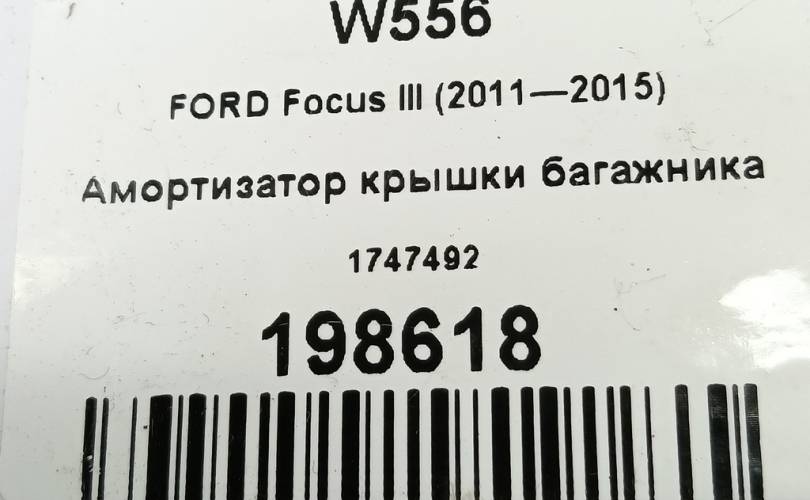 W556
FORD Focus III (2011—2015)
Амортизатор крышки багажника
1747492
198618